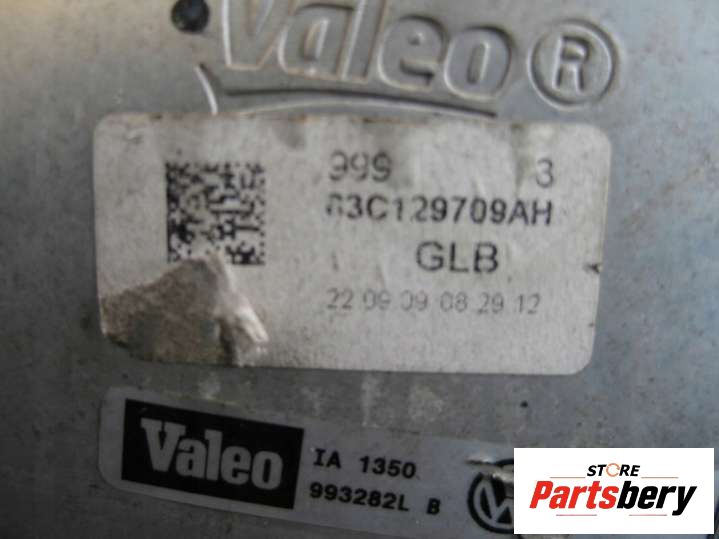 Valeo ®
999 3
03C129709AH
GLB
22 09 09 08 29 12
Valeo
IA 1350
993282L B
STORE
Partsbery